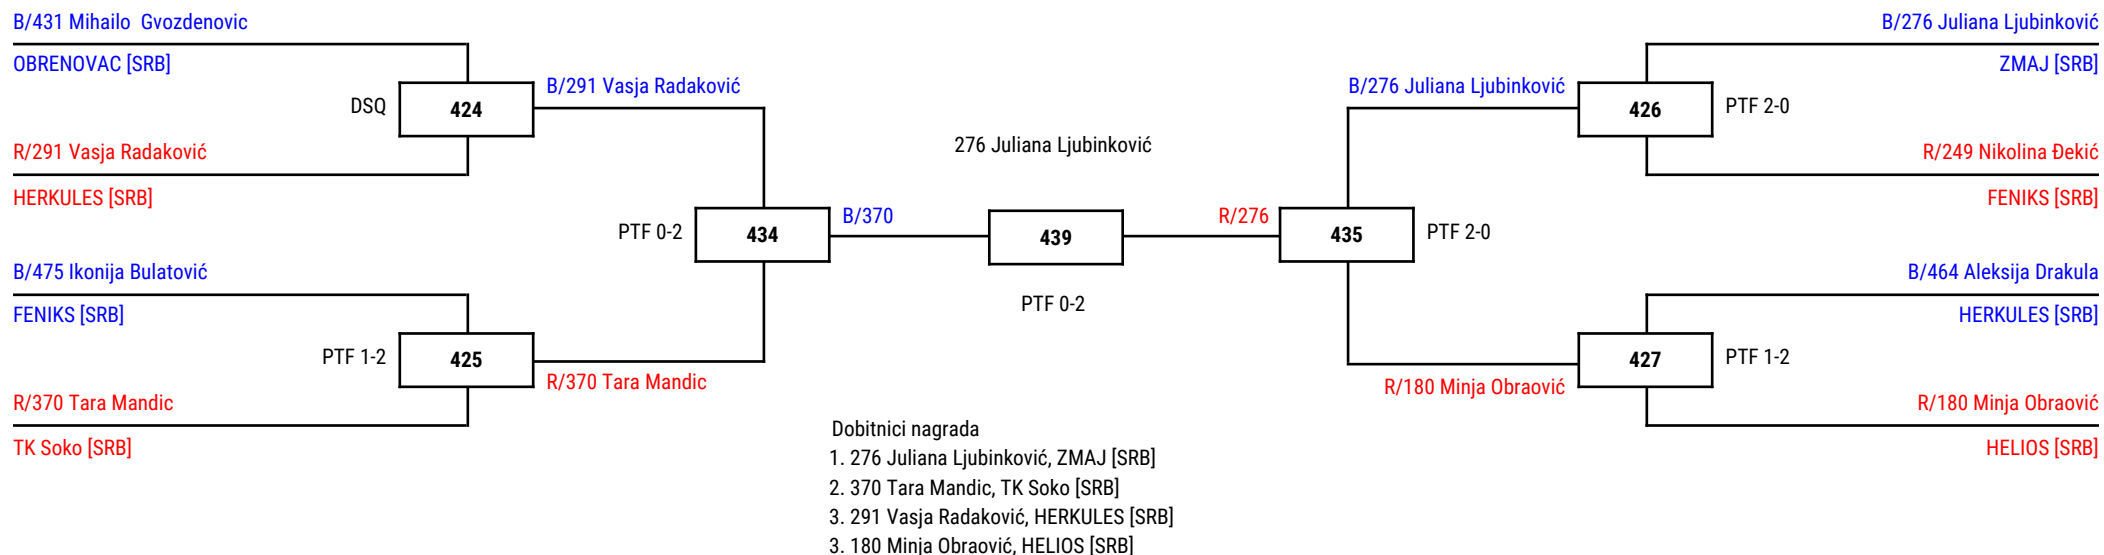 B/431 Mihailo  Gvozdenovic
OBRENOVAC [SRB]
DSQ
424
B/291 Vasja Radaković
R/291 Vasja Radaković
HERKULES [SRB]
PTF 0-2
434
B/370
B/475 Ikonija Bulatović
FENIKS [SRB]
PTF 1-2
425
R/370 Tara Mandic
R/370 Tara Mandic
TK Soko [SRB]
276 Juliana Ljubinković
439
PTF 0-2
B/276 Juliana Ljubinković
ZMAJ [SRB]
B/276 Juliana Ljubinković
426
PTF 2-0
R/249 Nikolina Đekić
FENIKS [SRB]
R/276
435
PTF 2-0
B/464 Aleksija Drakula
HERKULES [SRB]
427
PTF 1-2
R/180 Minja Obraović
R/180 Minja Obraović
HELIOS [SRB]
Dobitnici nagrada
1. 276 Juliana Ljubinković, ZMAJ [SRB]
2. 370 Tara Mandic, TK Soko [SRB]
3. 291 Vasja Radaković, HERKULES [SRB]
3. 180 Minja Obraović, HELIOS [SRB]